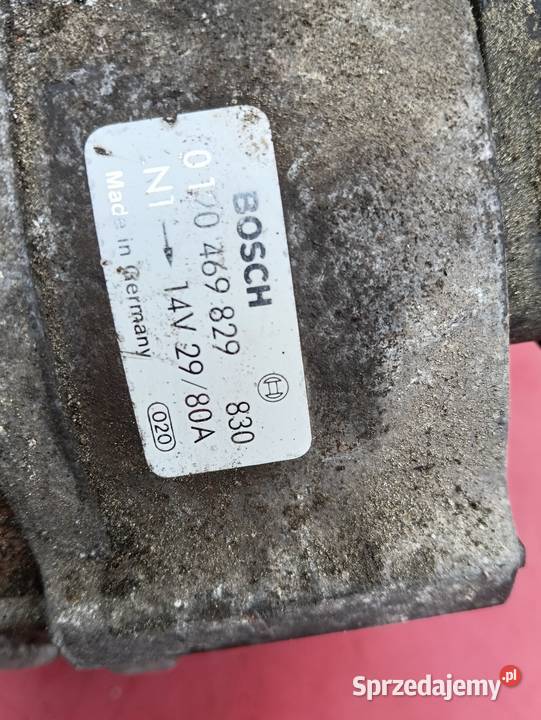 BOSCH
0 120 469 829 830
N1 → 14V 29/80A
Made in Germany 020
Sprzedajemy.pl